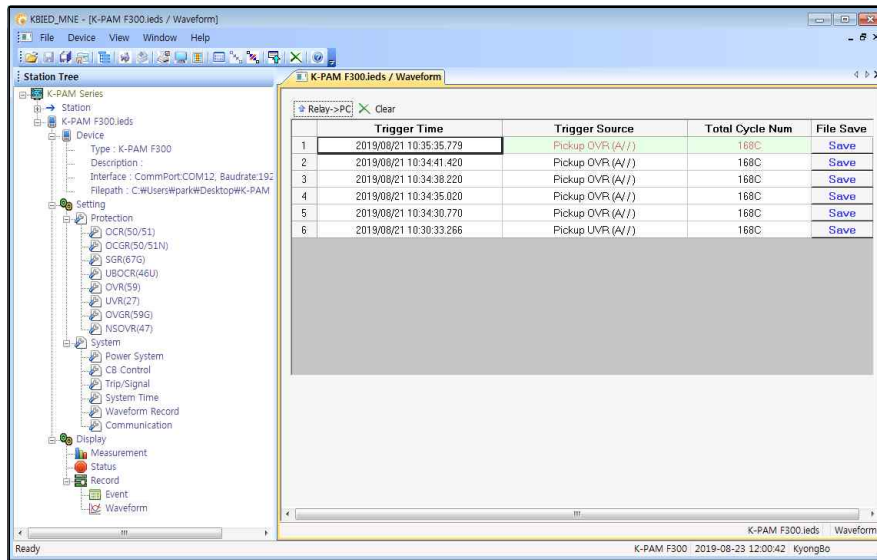 KBIED_MNE - [K-PAM F300.ieds / Waveform]
File Device View Window Help
Station Tree
K-PAM Series
Station
K-PAM F300.ieds
Device
Type : K-PAM F300
Description :
Interface : CommPort:COM12, Baudrate:192
Filepath : C:₩Users₩park₩Desktop₩K-PAM
Setting
Protection
OCR(50/51)
OCGR(50/51N)
SGR(67G)
UBOCR(46U)
OVR(59)
UVR(27)
OVGR(59G)
NSOVR(47)
System
Power System
CB Control
Trip/Signal
System Time
Waveform Record
Communication
Display
Measurement
Status
Record
Event
Waveform
K-PAM F300.ieds / Waveform
Relay->PC Clear
Trigger Time Trigger Source Total Cycle Num File Save
1 2019/08/21 10:35:35.779 Pickup OVR (A//) 168C Save
2 2019/08/21 10:34:41.420 Pickup OVR (A//) 168C Save
3 2019/08/21 10:34:38.220 Pickup OVR (A//) 168C Save
4 2019/08/21 10:34:35.020 Pickup OVR (A//) 168C Save
5 2019/08/21 10:34:30.770 Pickup OVR (A//) 168C Save
6 2019/08/21 10:30:33.266 Pickup UVR (A//) 168C Save
K-PAM F300.ieds Waveform
Ready K-PAM F300 2019-08-23 12:00:42 KyongBo